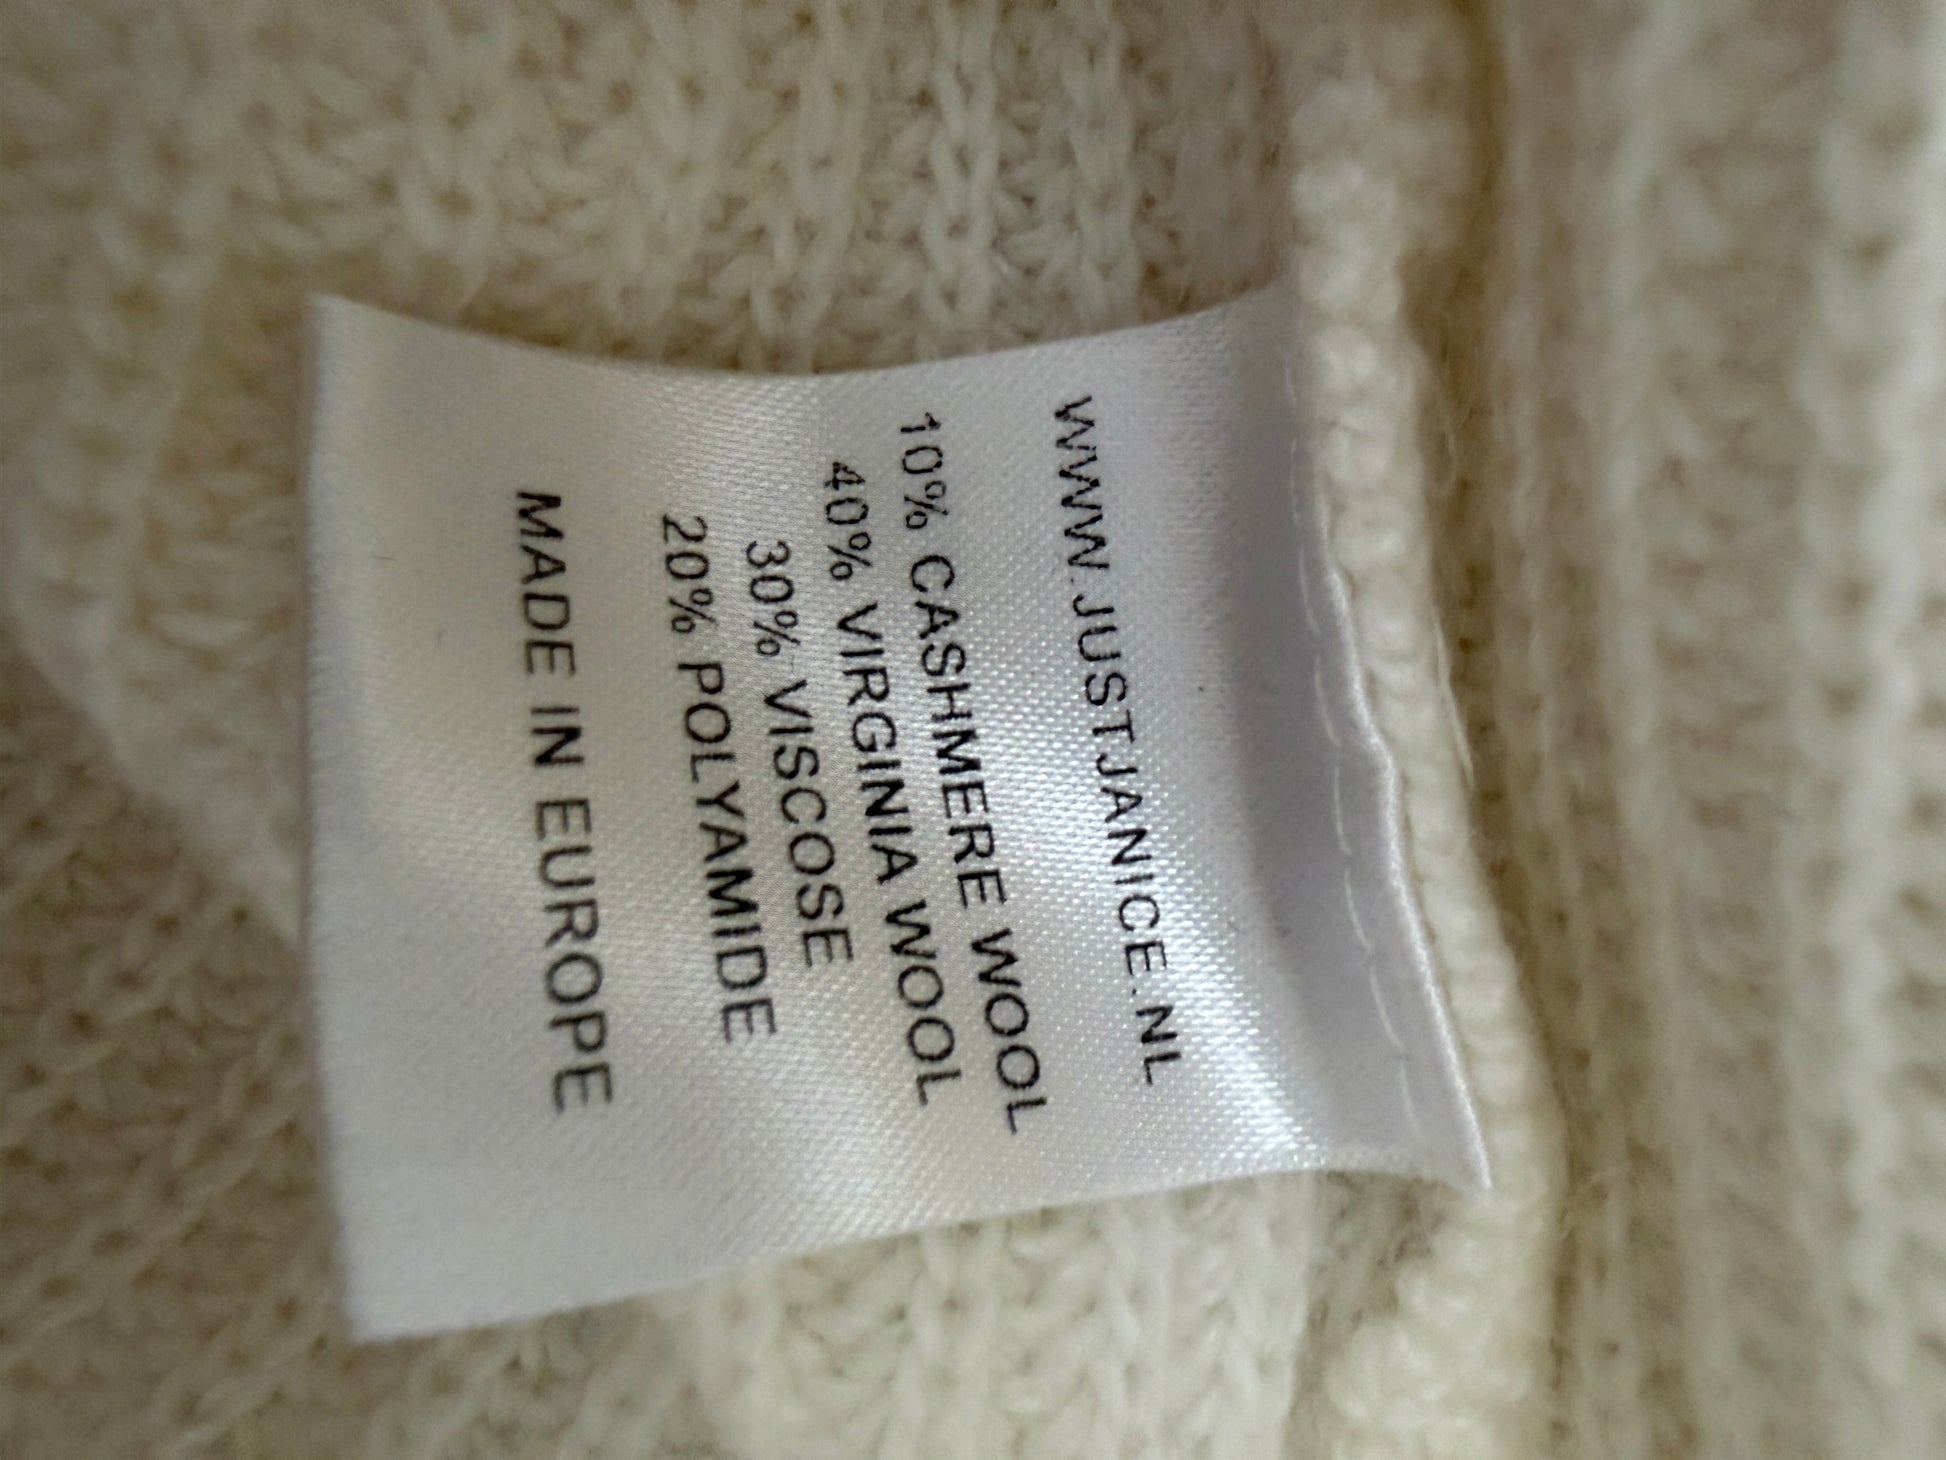 WWW.JUSTJANICE.NL
10% CASHMERE WOOL
40% VIRGINIA WOOL
30% VISCOSE
20% POLYAMIDE
MADE IN EUROPE